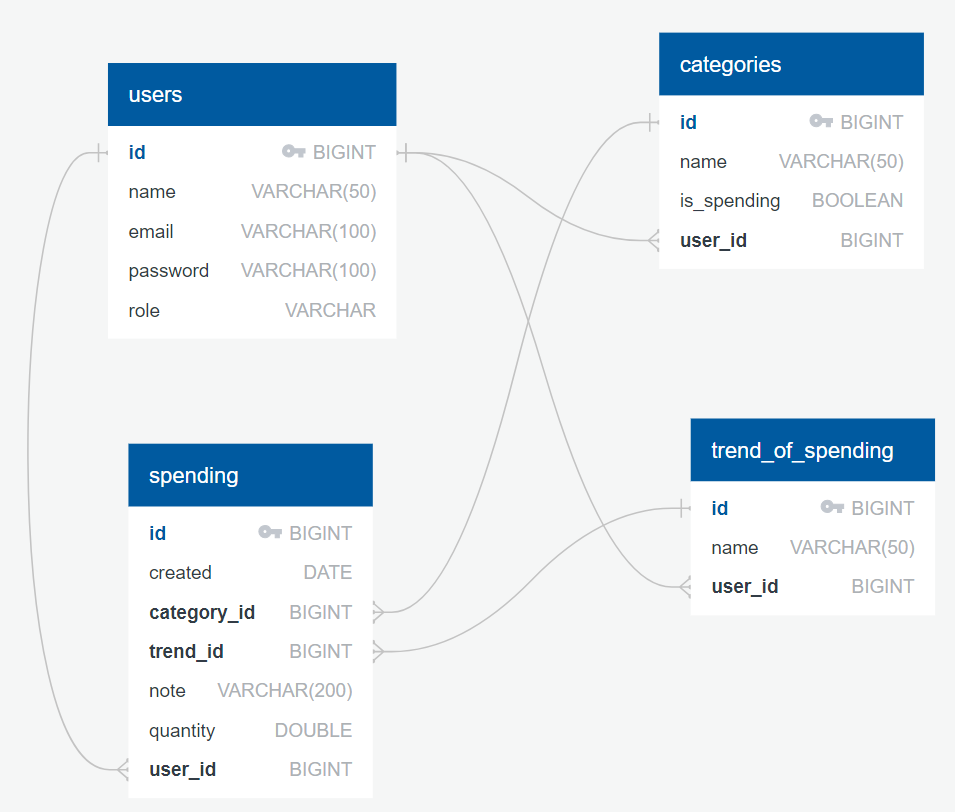 users
id BIGINT
name VARCHAR(50)
email VARCHAR(100)
password VARCHAR(100)
role VARCHAR
categories
id BIGINT
name VARCHAR(50)
is_spending BOOLEAN
user_id BIGINT
spending
id BIGINT
created DATE
category_id BIGINT
trend_id BIGINT
note VARCHAR(200)
quantity DOUBLE
user_id BIGINT
trend_of_spending
id BIGINT
name VARCHAR(50)
user_id BIGINT